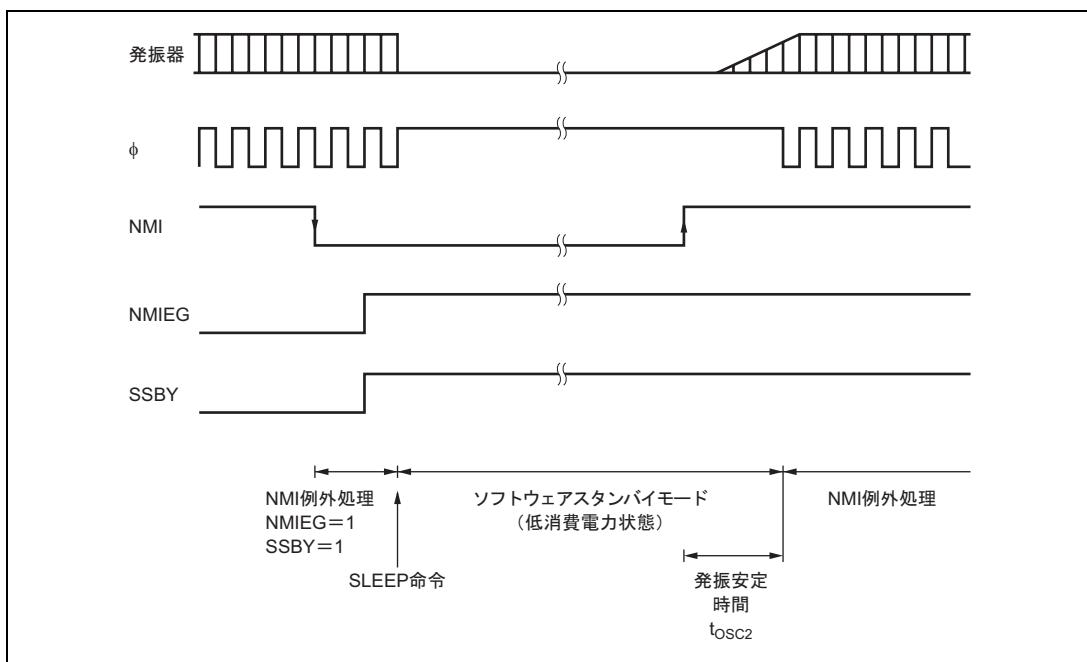 発振器
φ
NMI
NMIEG
SSBY
NMI例外処理
NMIEG＝1
SSBY＝1
ソフトウェアスタンバイモード
（低消費電力状態）
NMI例外処理
SLEEP命令
発振安定
時間
tOSC2